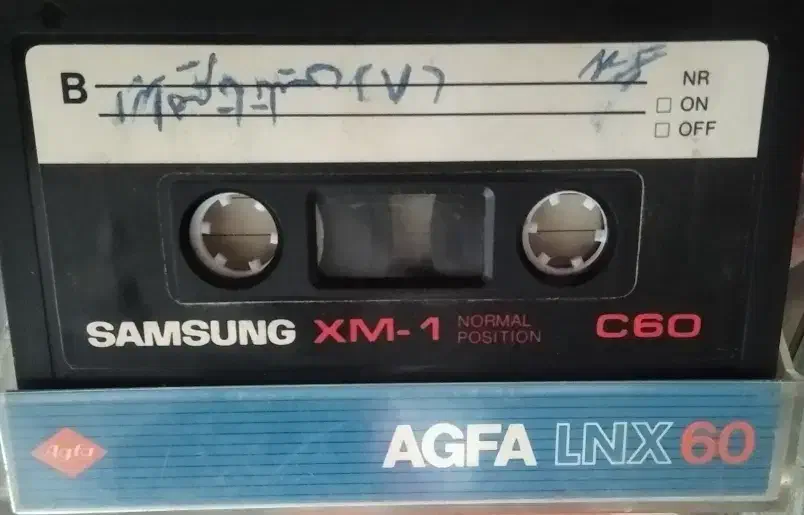 B
(V)
NR
ON
OFF
SAMSUNG XM-1 NORMAL POSITION C60
Agfa AGFA LNX 60